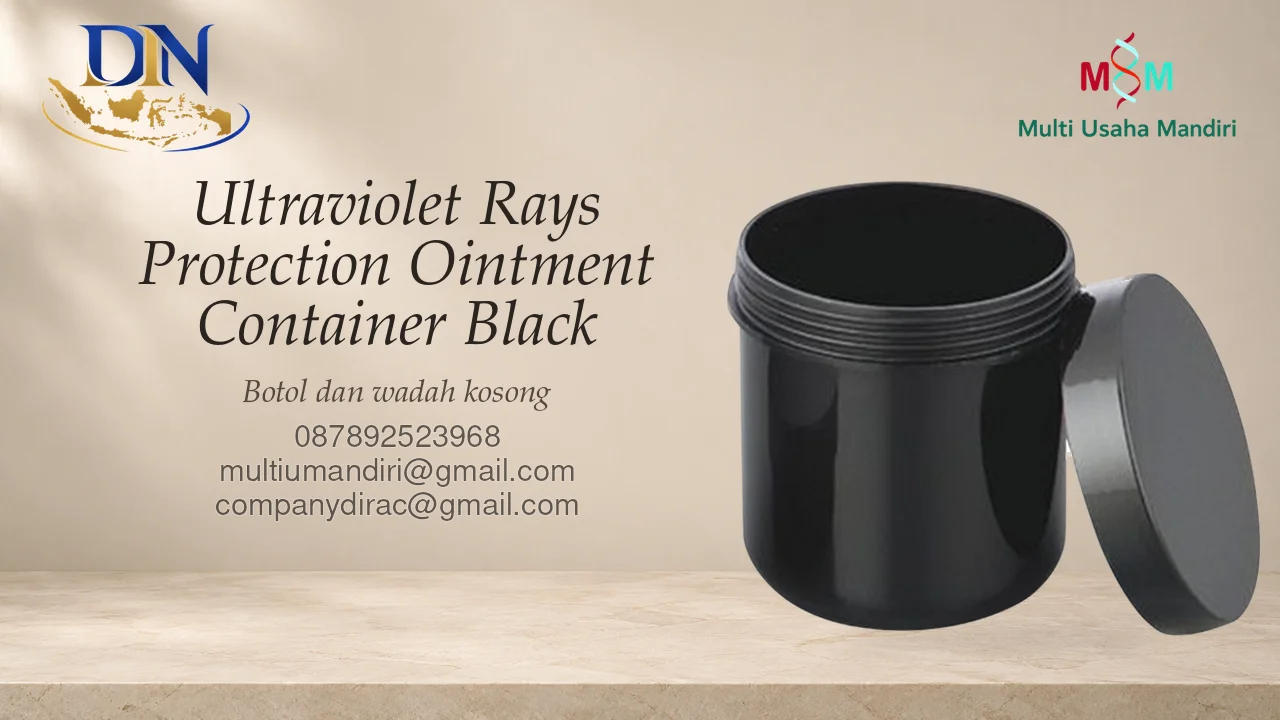 DIN
M M
Multi Usaha Mandiri
Ultraviolet Rays
Protection Ointment
Container Black
Botol dan wadah kosong
087892523968
multiumandiri@gmail.com
companydirac@gmail.com